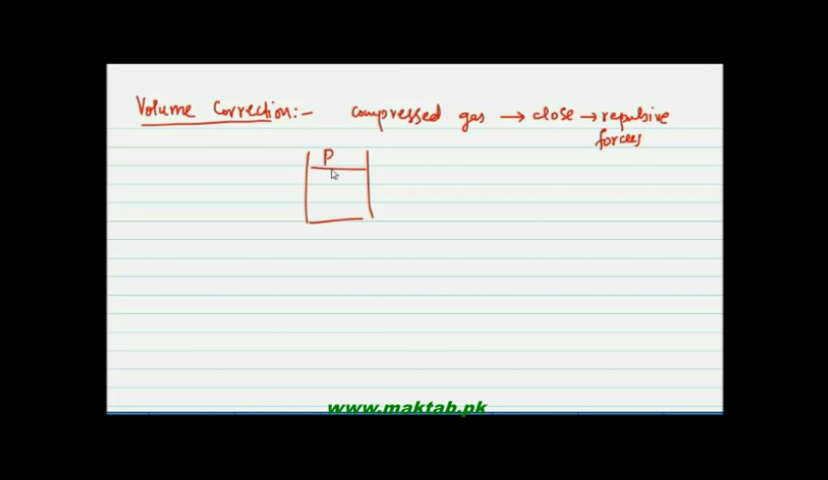 Volume Correction:- compressed gas → close → repulsive
forces
P
www.maktab.pk